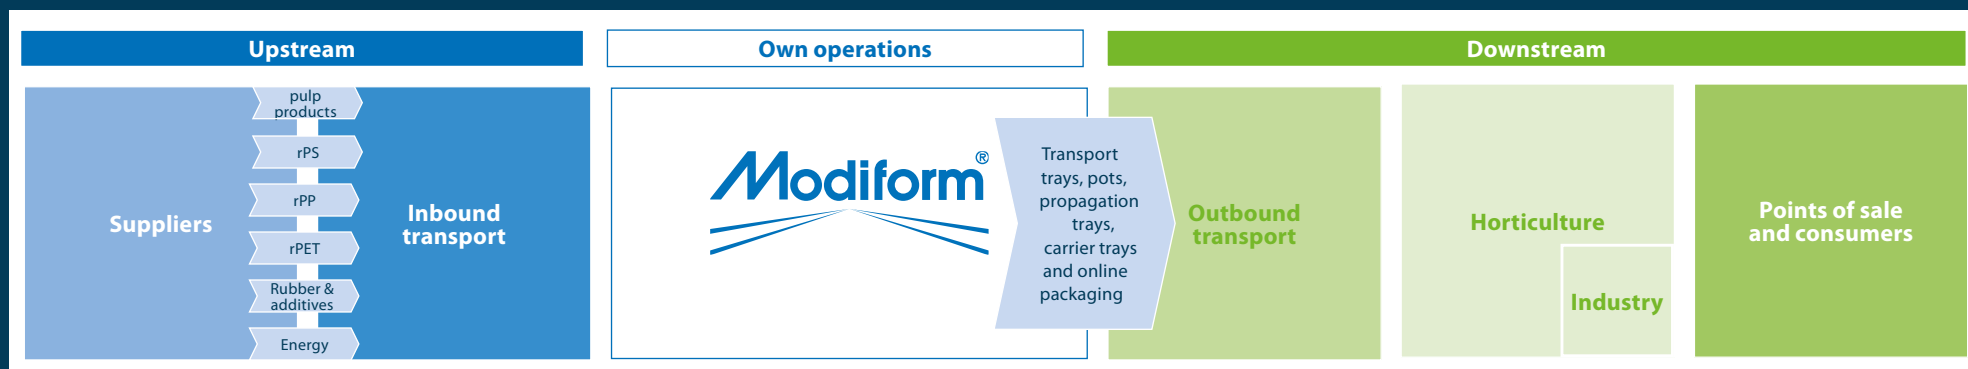 Upstream
Own operations
Downstream
Suppliers
pulp
products
rPS
rPP
rPET
Rubber &
additives
Energy
Inbound
transport
Modiform®
Transport
trays, pots,
propagation
trays,
carrier trays
and online
packaging
Outbound
transport
Horticulture
Industry
Points of sale
and consumers